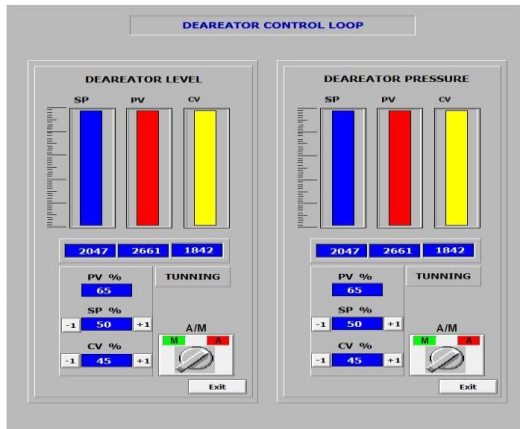 DEAREATOR CONTROL LOOP
DEAREATOR LEVEL
SP PV CV
2047 2661 1842
PV %
65
TUNNING
SP %
-1 50 +1
A/M
M A
CV %
-1 45 +1
Exit
DEAREATOR PRESSURE
SP PV CV
2047 2661 1842
PV %
65
TUNNING
SP %
-1 50 +1
A/M
M A
CV %
-1 45 +1
Exit